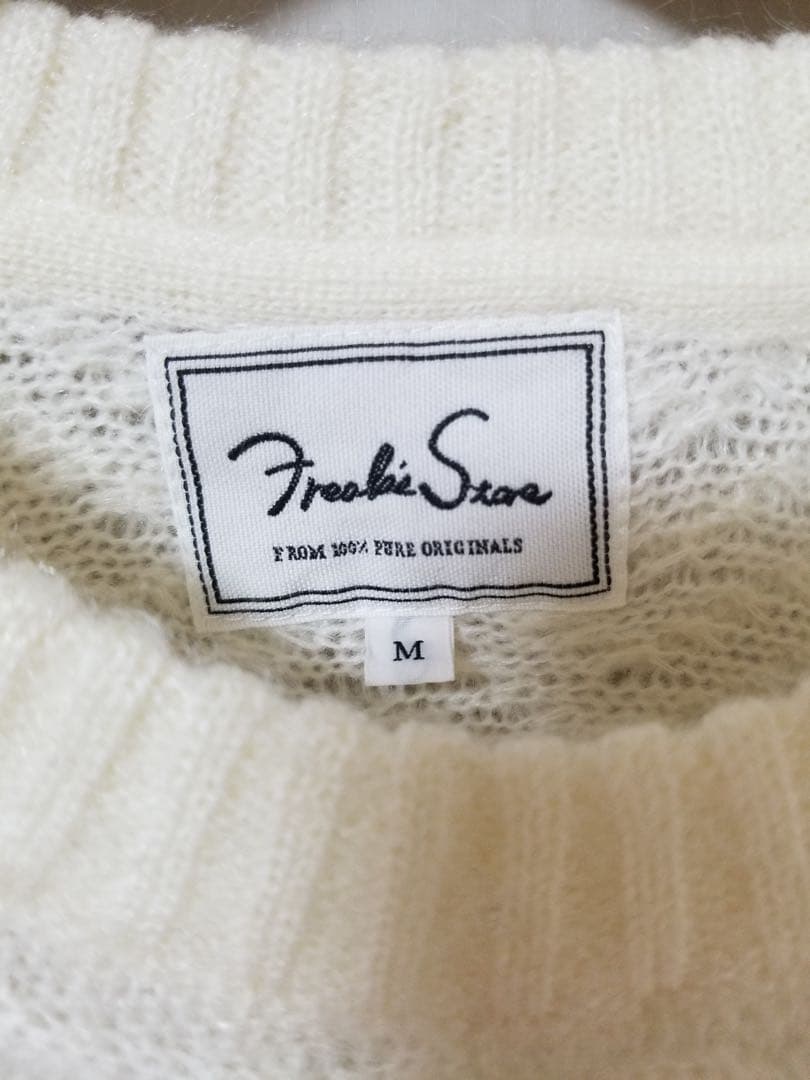 Freak's Store
FROM 100% PURE ORIGINALS
M